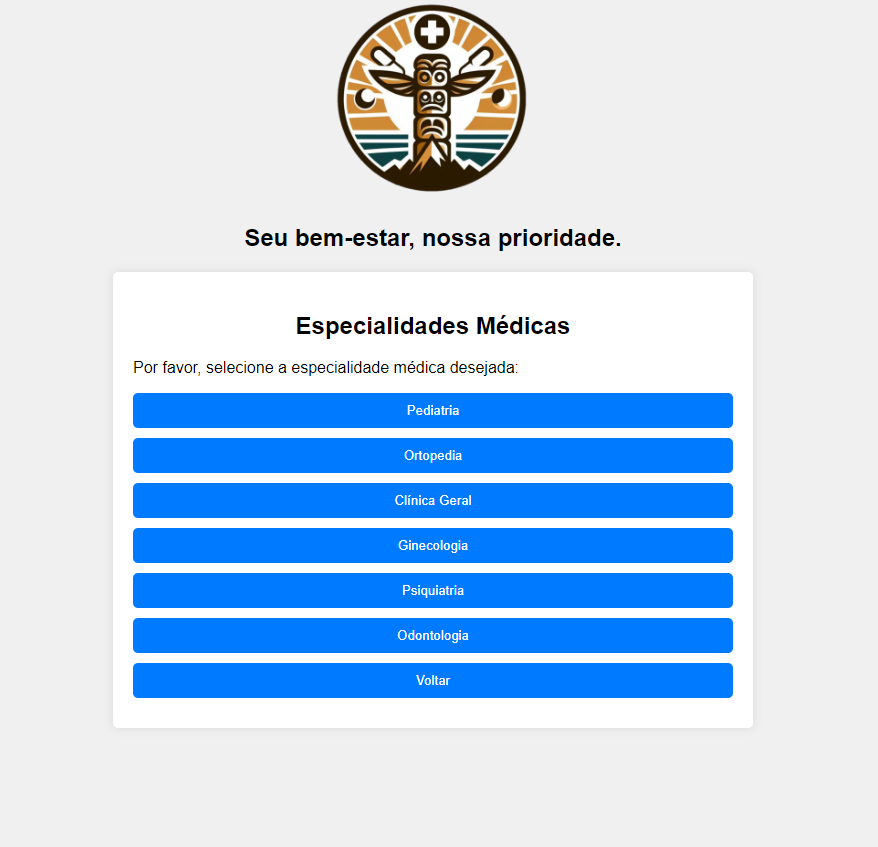 Seu bem-estar, nossa prioridade.
Especialidades Médicas
Por favor, selecione a especialidade médica desejada:
Pediatria
Ortopedia
Clínica Geral
Ginecologia
Psiquiatria
Odontologia
Voltar